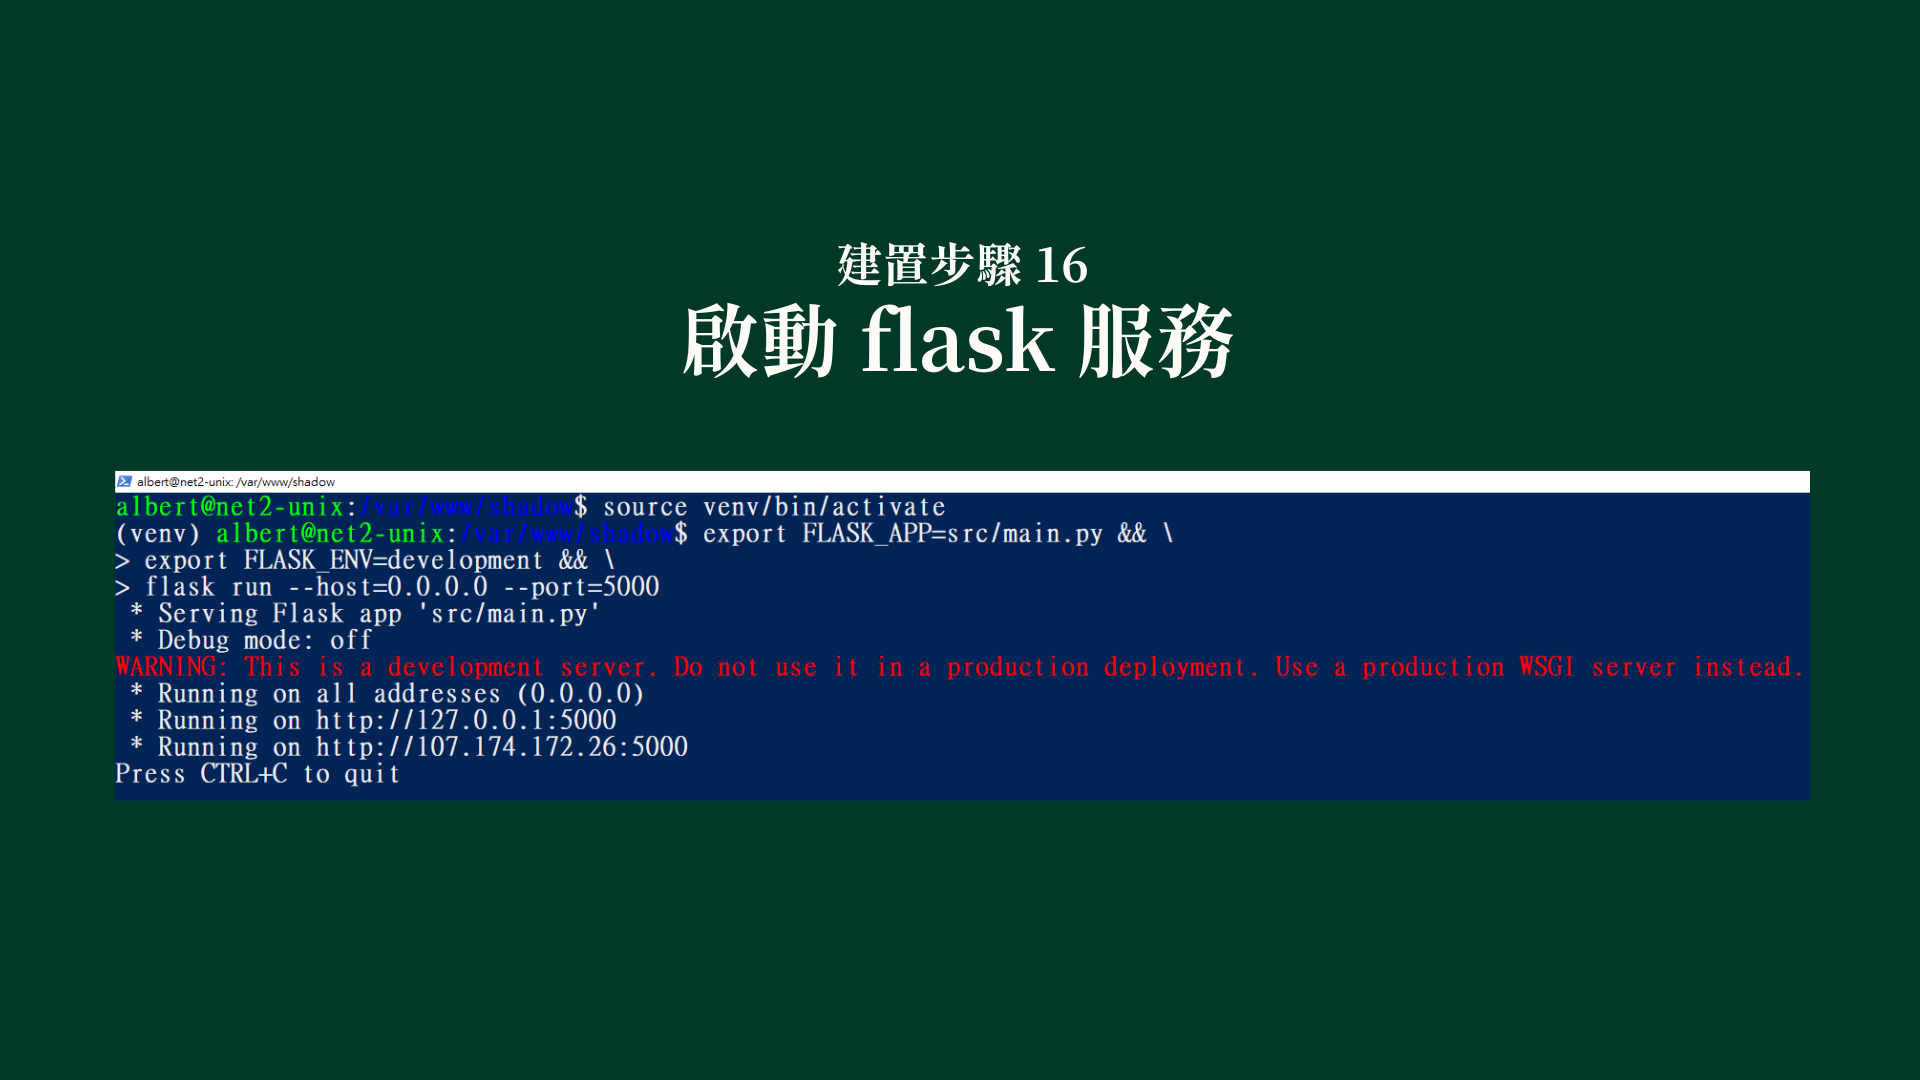 建置步驟 16
啟動 flask 服務
albert@net2-unix: /var/www/shadow
albert@net2-unix:/var/www/shadow$ source venv/bin/activate
(venv) albert@net2-unix:/var/www/shadow$ export FLASK_APP=src/main.py && \
> export FLASK_ENV=development && \
> flask run --host=0.0.0.0 --port=5000
 * Serving Flask app 'src/main.py'
 * Debug mode: off
WARNING: This is a development server. Do not use it in a production deployment. Use a production WSGI server instead.
 * Running on all addresses (0.0.0.0)
 * Running on http://127.0.0.1:5000
 * Running on http://107.174.172.26:5000
Press CTRL+C to quit